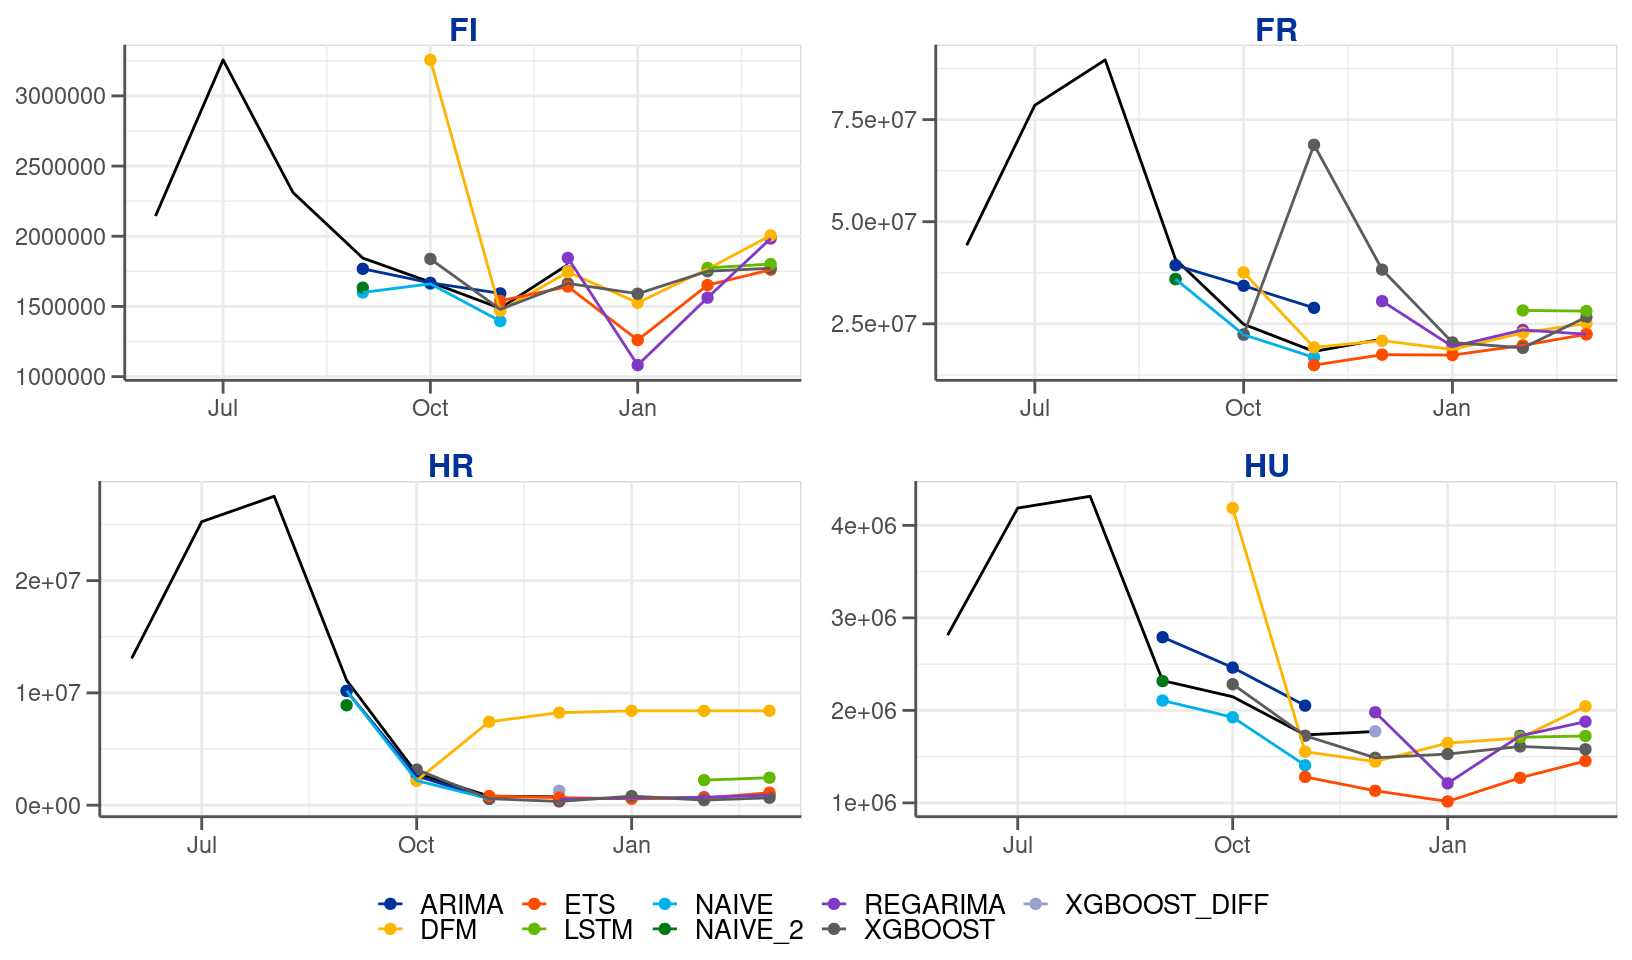 FI
FR
3000000
2500000
2000000
1500000
1000000
Jul
Oct
Jan
7.5e+07
5.0e+07
2.5e+07
Jul
Oct
Jan
HR
HU
2e+07
1e+07
0e+00
Jul
Oct
Jan
4e+06
3e+06
2e+06
1e+06
Jul
Oct
Jan
ARIMA ETS NAIVE REGARIMA XGBOOST_DIFF
DFM LSTM NAIVE_2 XGBOOST